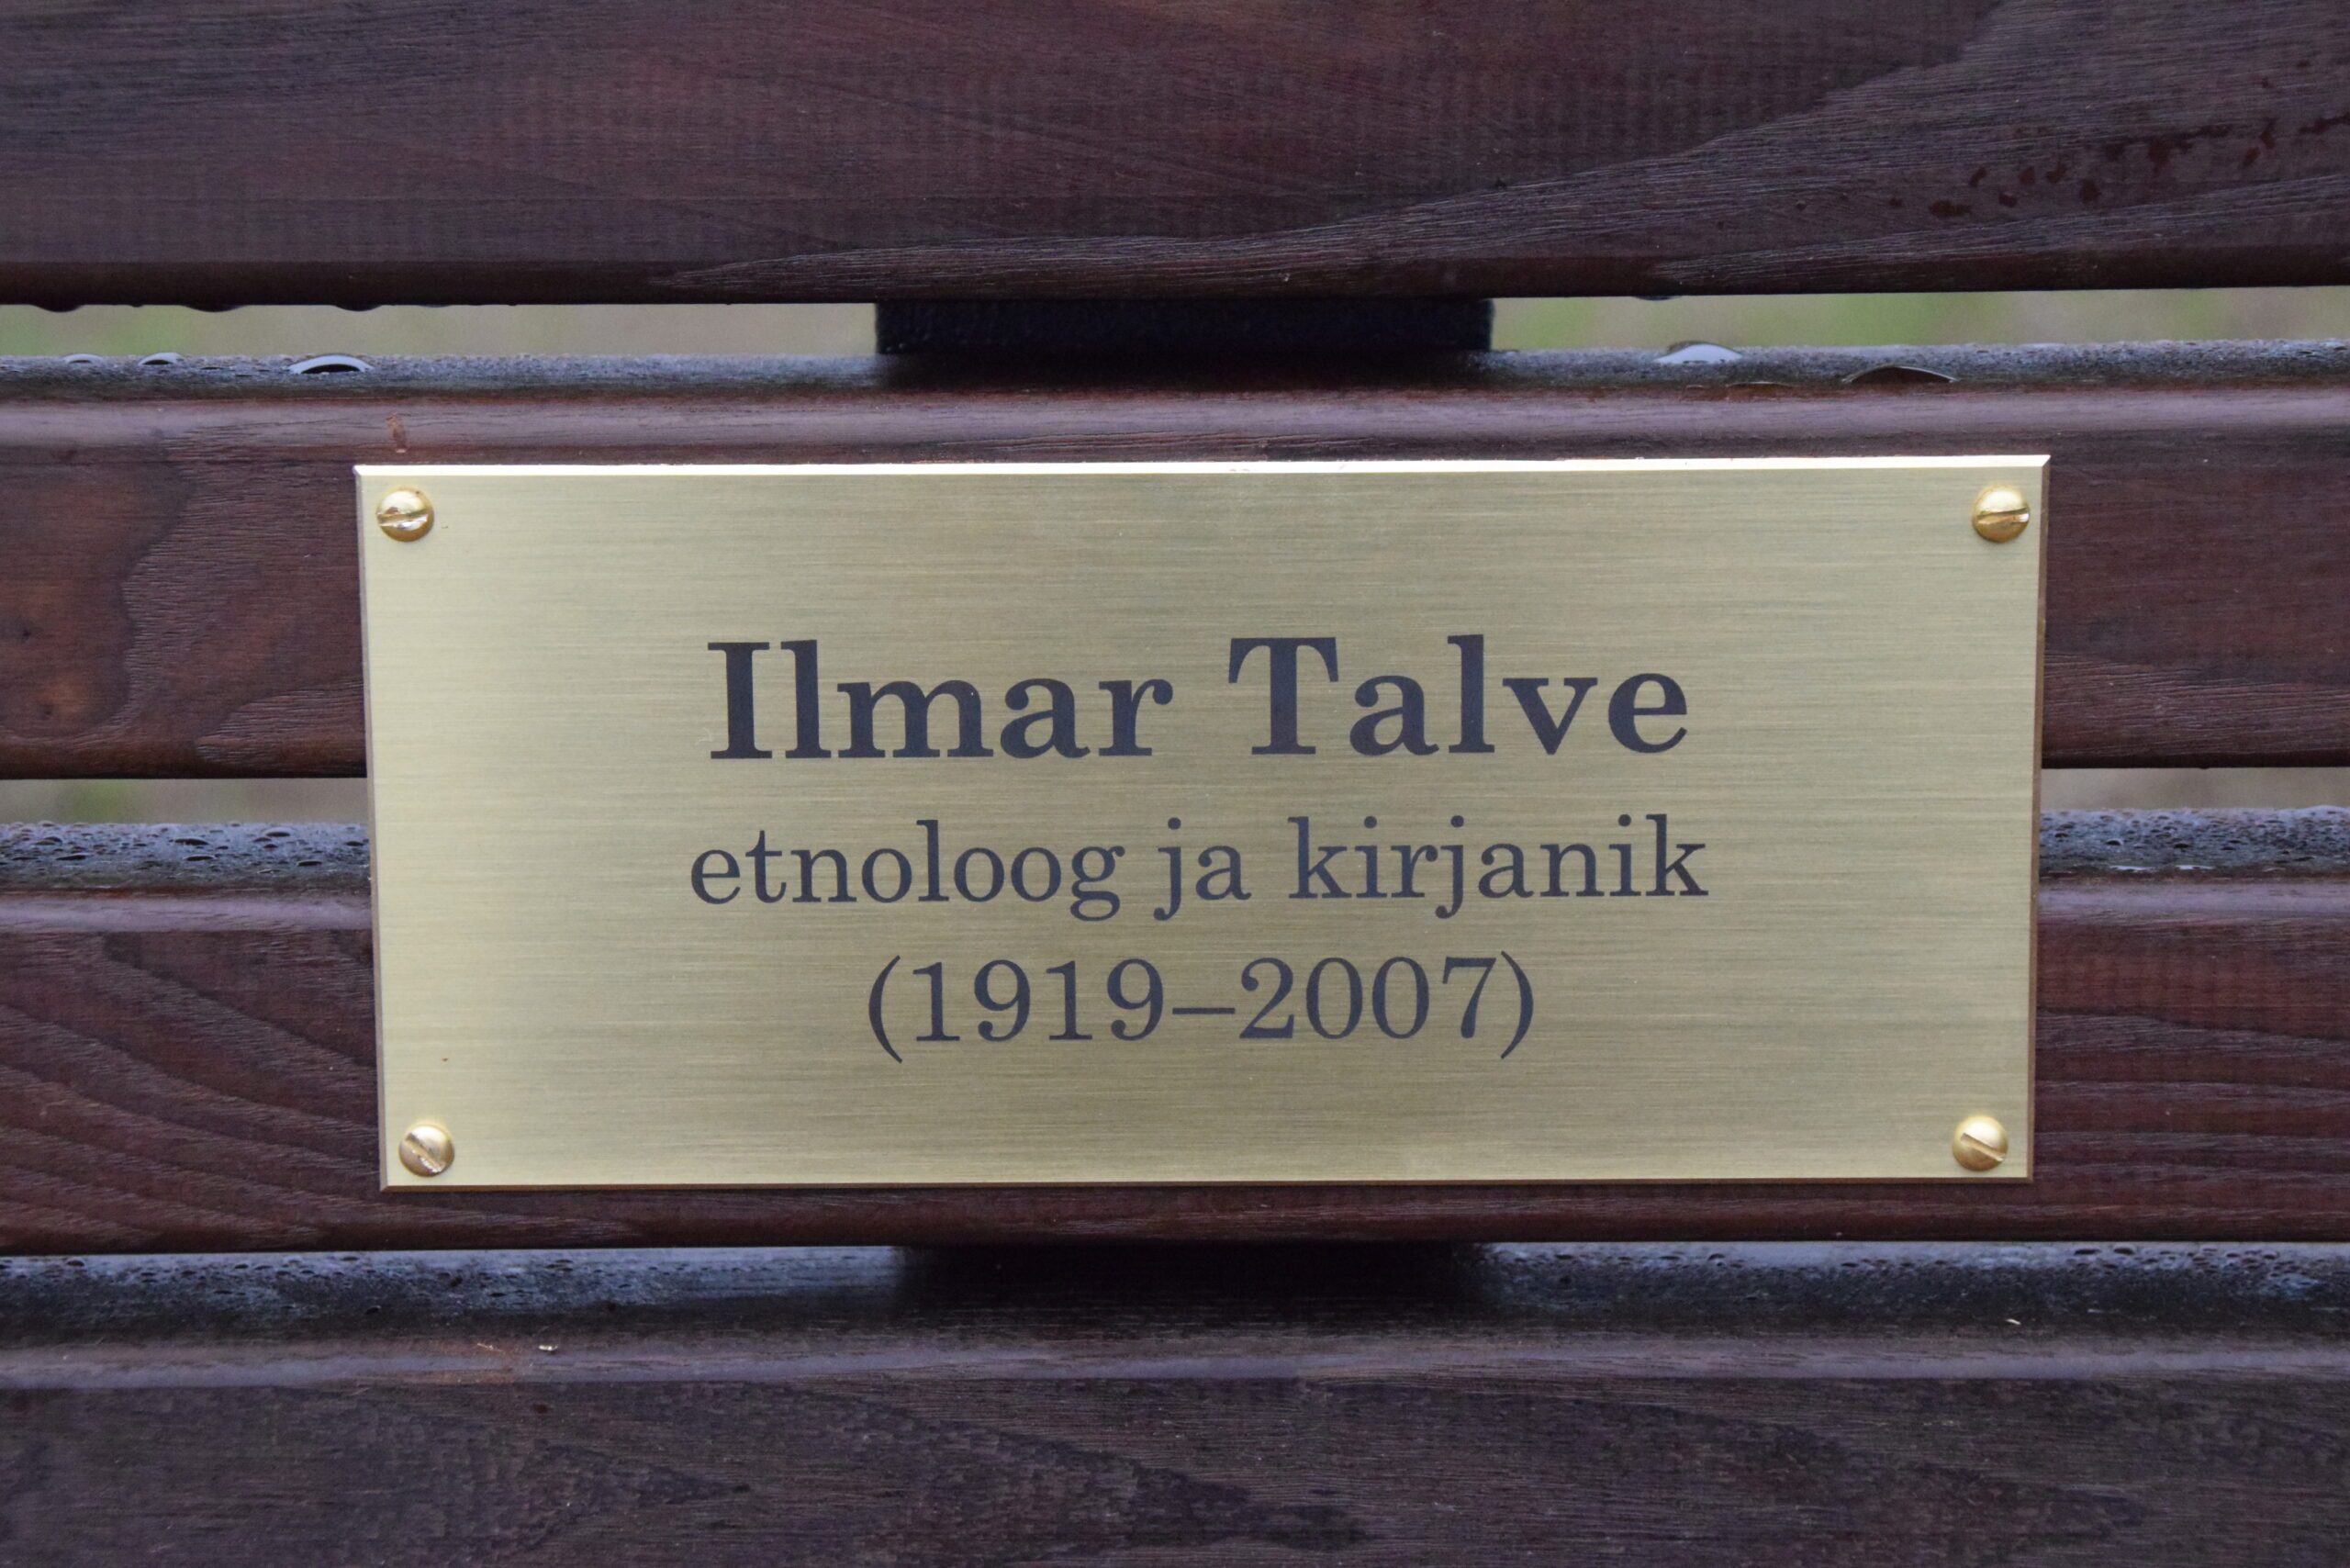 Ilmar Talve
etnoloog ja kirjanik
(1919–2007)